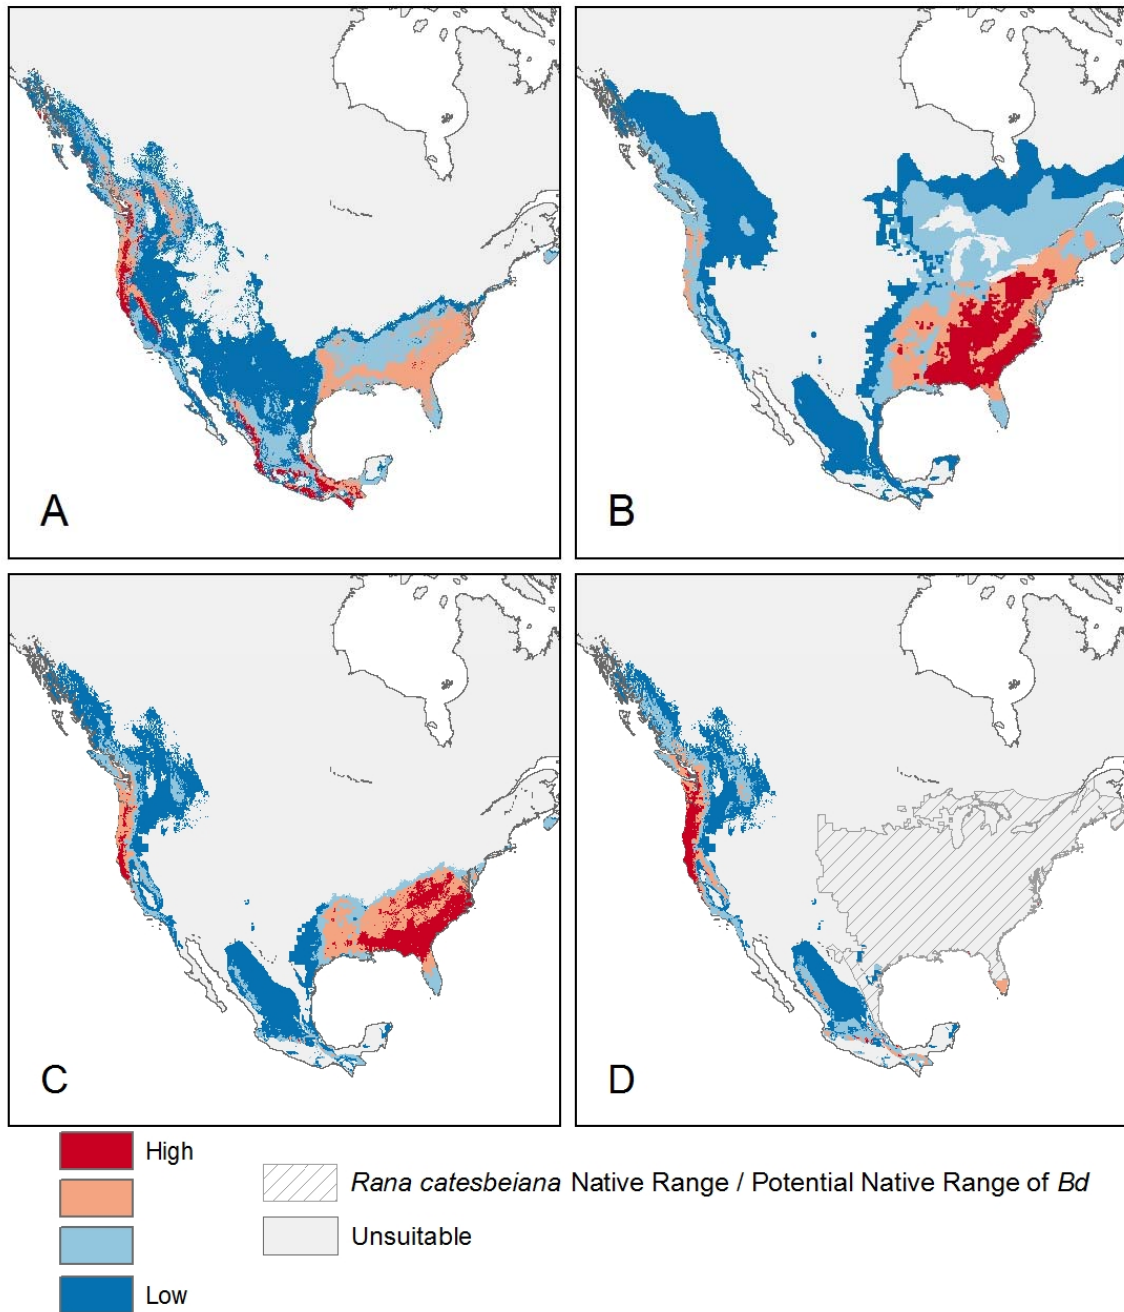 A
B
C
D
High
Rana catesbeiana Native Range / Potential Native Range of Bd
Unsuitable
Low